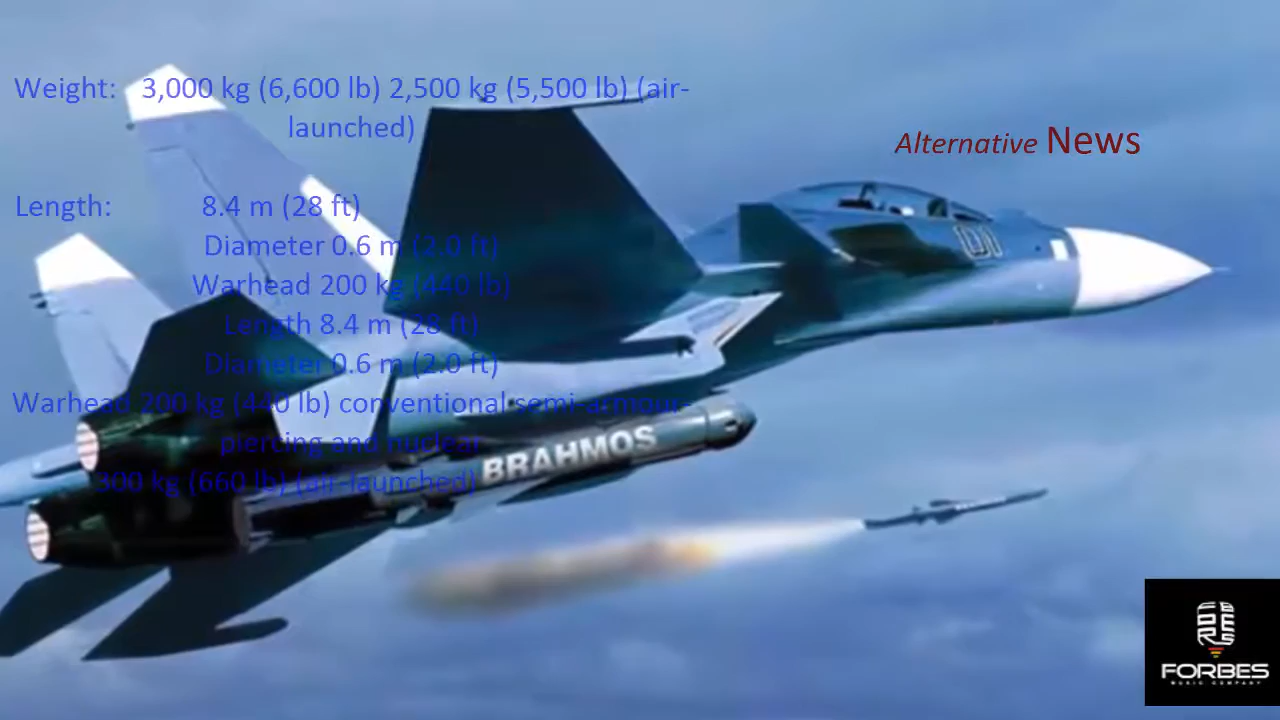 Weight: 3,000 kg (6,600 lb) 2,500 kg (5,500 lb) (air-
launched)
Alternative News
Length: 8.4 m (28 ft)
Diameter 0.6 m (2.0 ft)
Warhead 200 kg (440 lb)
Length 8.4 m (28 ft)
Diameter 0.6 m (2.0 ft)
Warhead 200 kg (440 lb) conventional semi-armour-
piercing and nuclear
300 kg (660 lb) (air-launched)
01
BRAHMOS
FORBES
MUSIC COMPANY